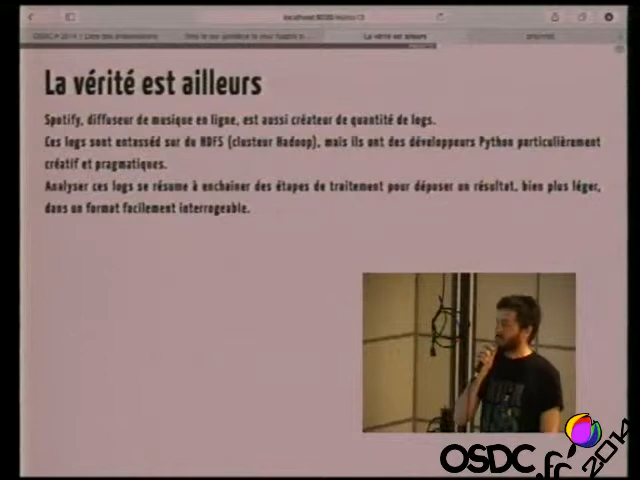 La vérité est ailleurs
Spotify, diffuseur de musique en ligne, est aussi créateur de quantité de logs.
Ces logs sont entasséd sur du HDFS (clusteur Hadoop), mais ils ont des développeurs Python particulièrement
créatif et pragmatiques.
Analyser ces logs se résume à enchainer des étapes de traitement pour déposer un résultat, bien plus léger,
dans un format facilement interrogeable.
OSDC.fr 2014